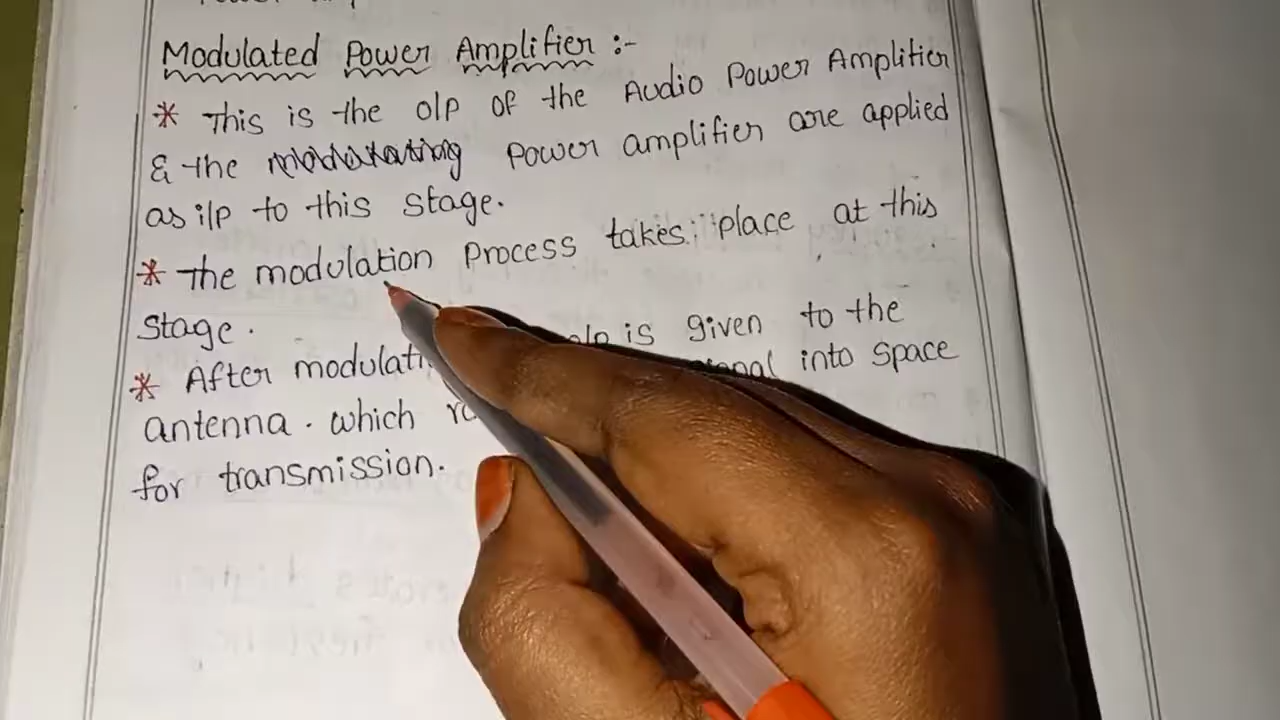 Modulated Power Amplifier :-
* This is the o/p of the Audio Power Amplifier
& the modulating power amplifier are applied
as i/p to this stage.
* The modulation process takes place at this
stage.
* After modulati o/p is given to the
antenna. which into space
for transmission.